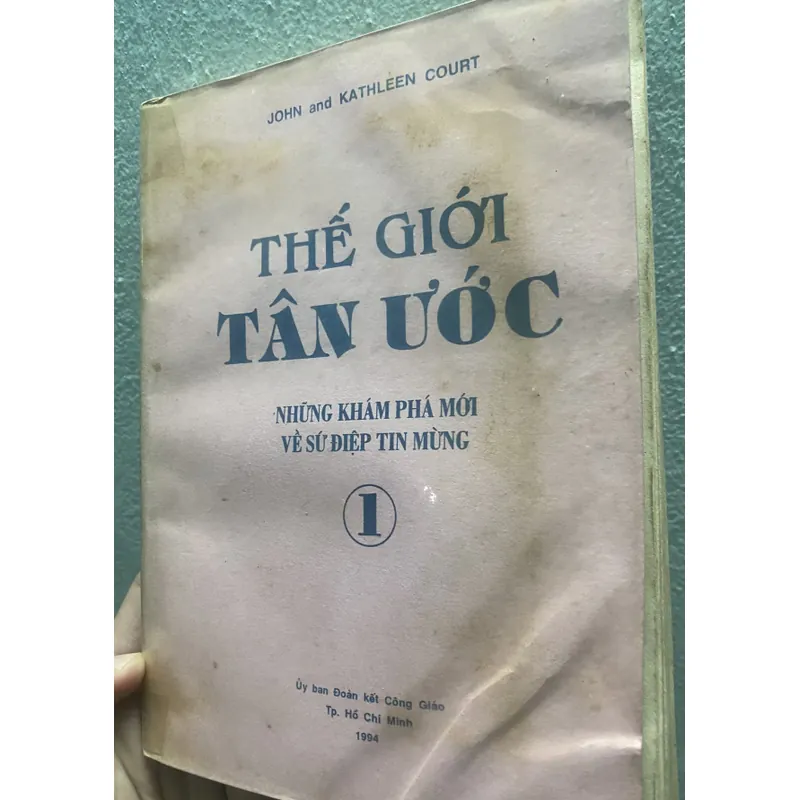 JOHN and KATHLEEN COURT
THẾ GIỚI
TÂN ƯỚC
NHỮNG KHÁM PHÁ MỚI
VỀ SỨ ĐIỆP TIN MỪNG
1
Ủy ban Đoàn kết Công Giáo
Tp. Hồ Chí Minh
1994